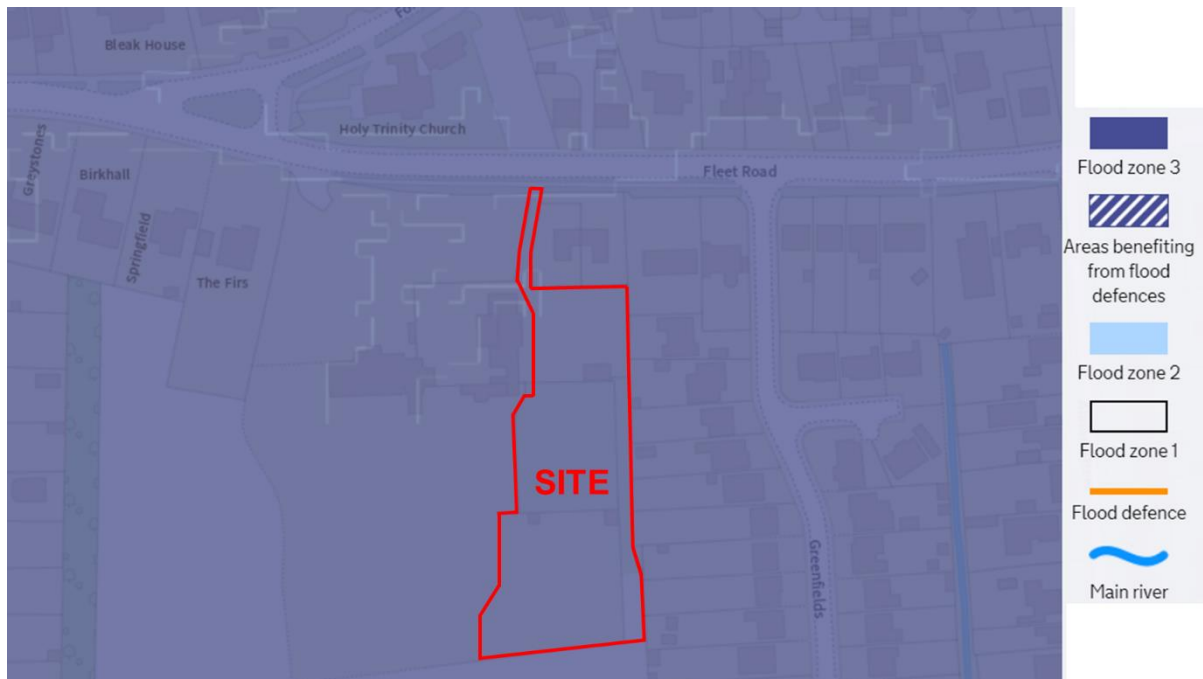 Bleak House
Holy Trinity Church
Fleet Road
Greystones
Birkhall
Springfield
The Firs
SITE
Greenfields
Flood zone 3
Areas benefiting
from flood
defences
Flood zone 2
Flood zone 1
Flood defence
Main river